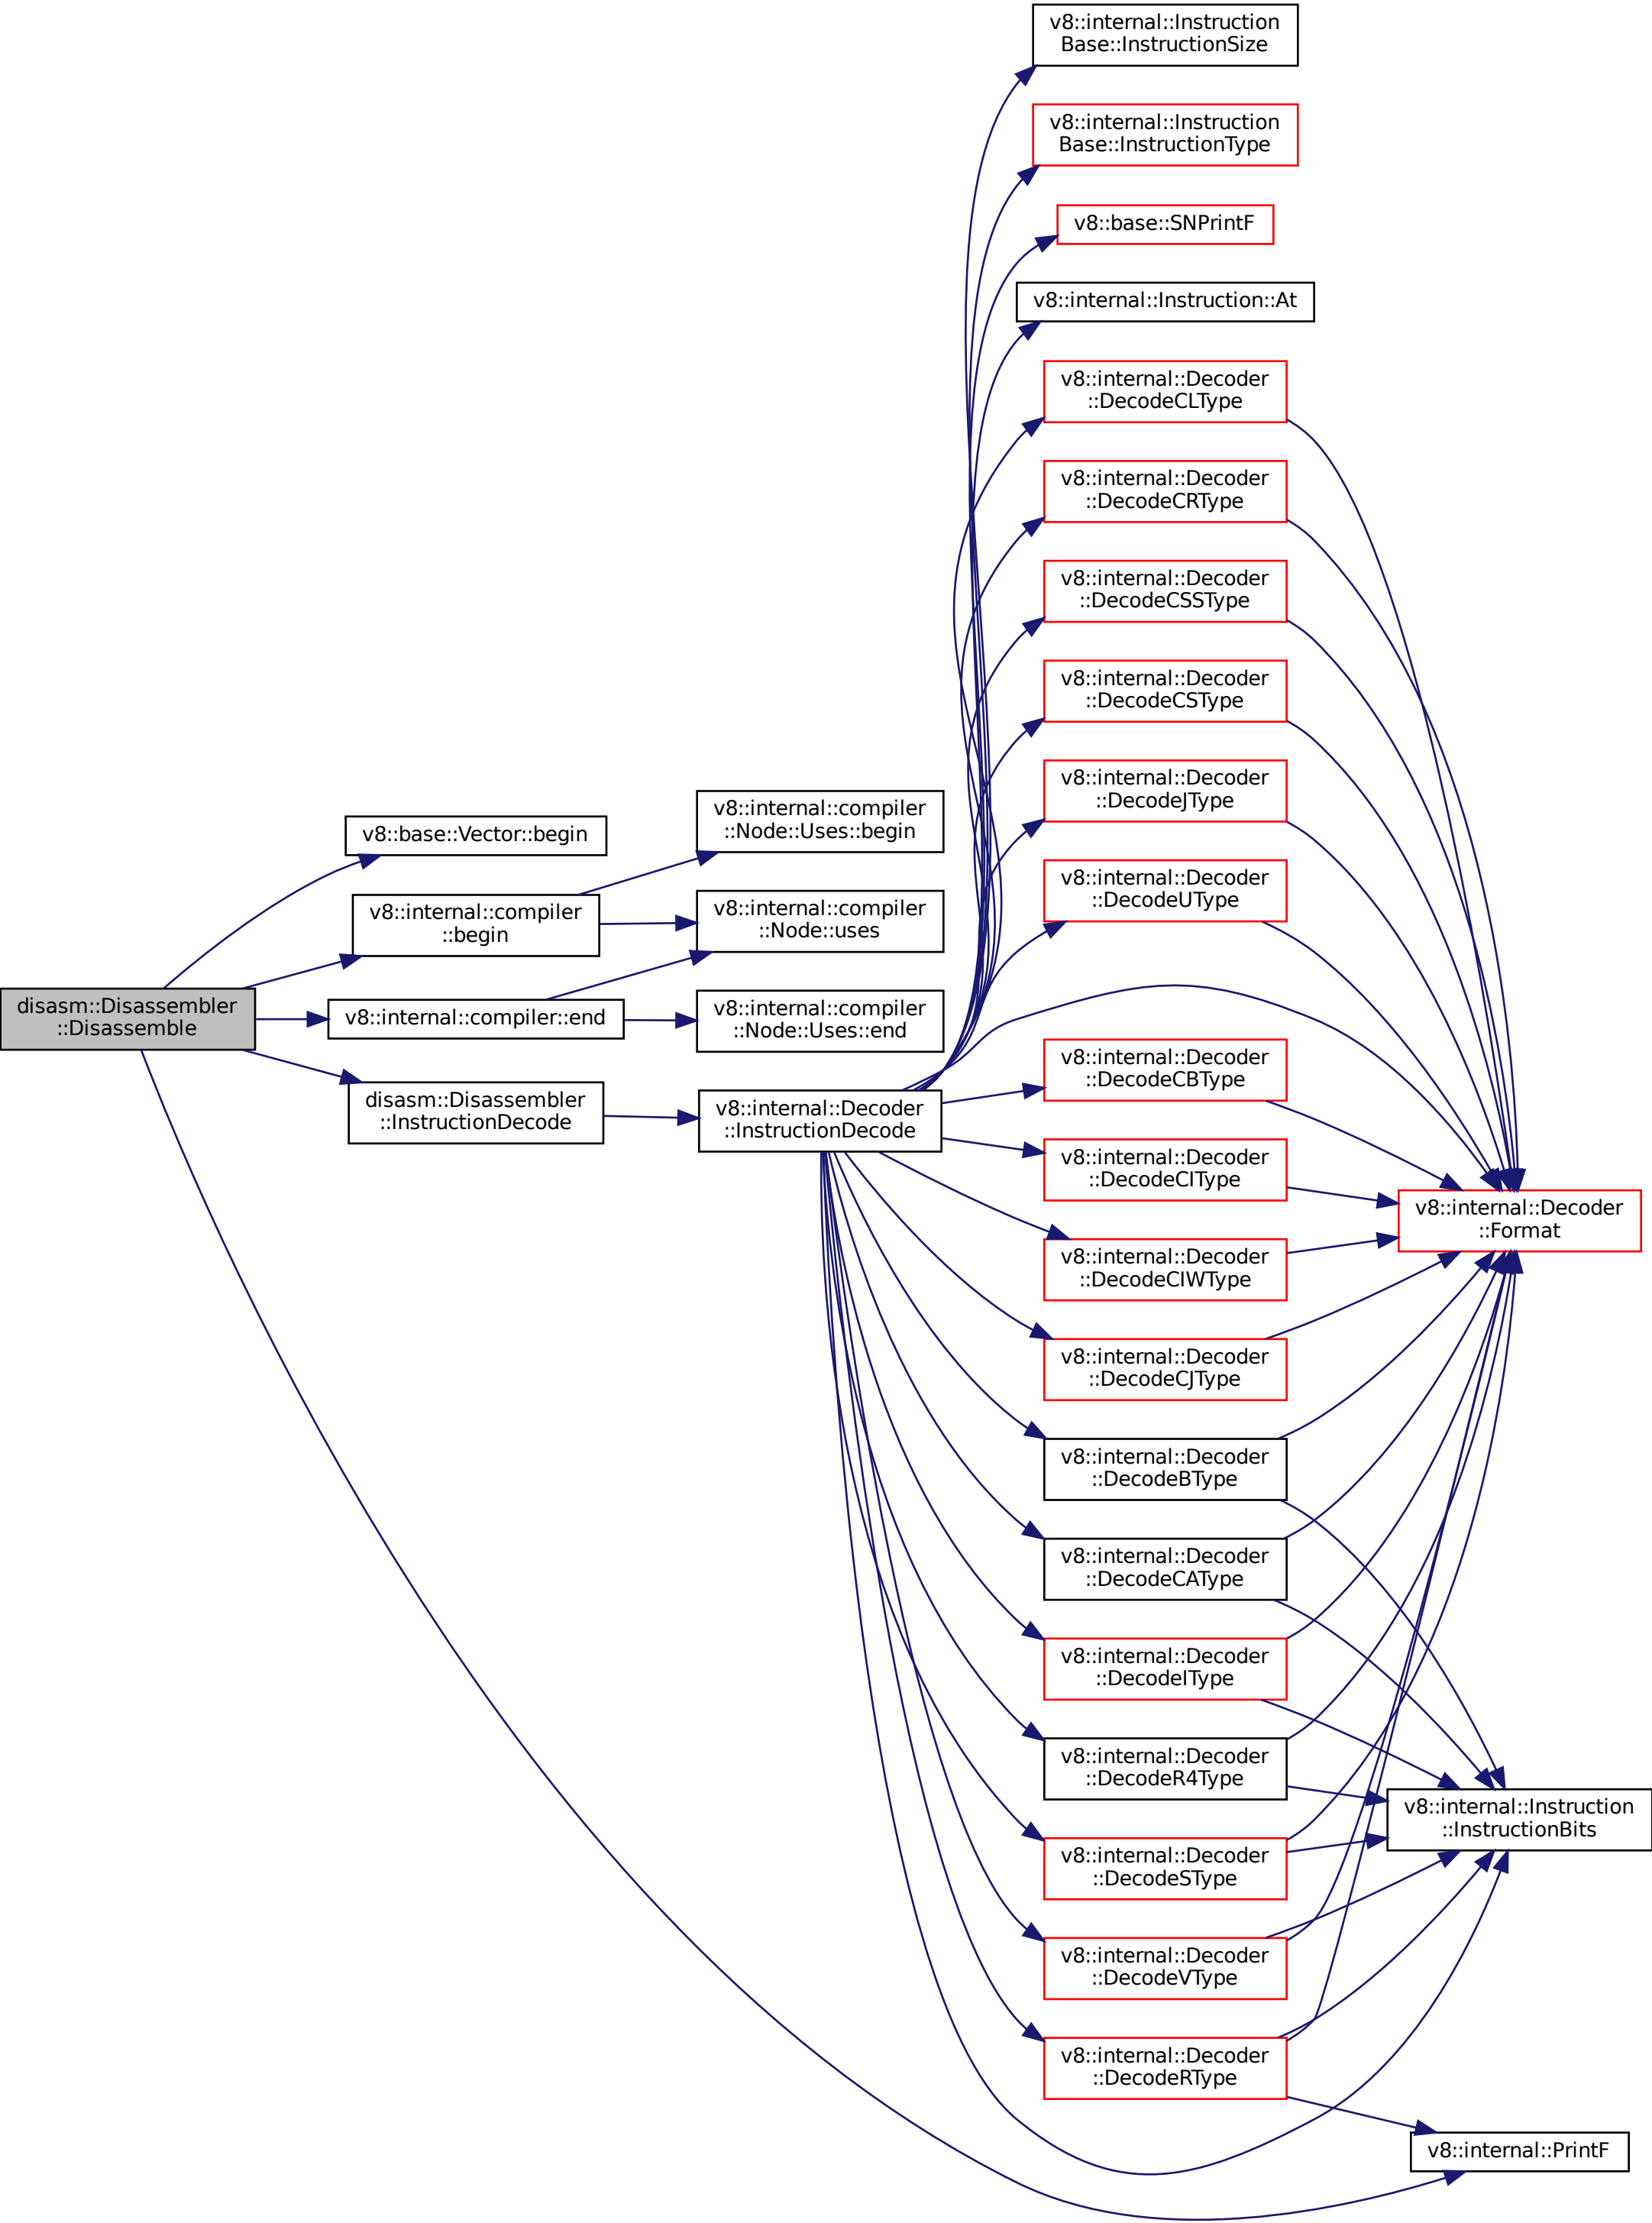 v8::internal::Instruction
Base::InstructionSize
v8::internal::Instruction
Base::InstructionType
v8::base::SNPrintF
v8::internal::Instruction::At
v8::internal::Decoder
::DecodeCLType
v8::internal::Decoder
::DecodeCRType
v8::internal::Decoder
::DecodeCSSType
v8::internal::Decoder
::DecodeCSType
v8::internal::Decoder
::DecodeJType
v8::internal::Decoder
::DecodeUType
v8::base::Vector::begin
v8::internal::compiler
::begin
v8::internal::compiler::end
disasm::Disassembler
::InstructionDecode
v8::internal::compiler
::Node::Uses::begin
v8::internal::compiler
::Node::uses
v8::internal::compiler
::Node::Uses::end
disasm::Disassembler
::Disassemble
v8::internal::Decoder
::InstructionDecode
v8::internal::Decoder
::DecodeCBType
v8::internal::Decoder
::DecodeCIType
v8::internal::Decoder
::Format
v8::internal::Decoder
::DecodeCIWType
v8::internal::Decoder
::DecodeCJType
v8::internal::Decoder
::DecodeBType
v8::internal::Decoder
::DecodeCAType
v8::internal::Decoder
::DecodeIType
v8::internal::Decoder
::DecodeR4Type
v8::internal::Instruction
::InstructionBits
v8::internal::Decoder
::DecodeSType
v8::internal::Decoder
::DecodeVType
v8::internal::Decoder
::DecodeRType
v8::internal::PrintF